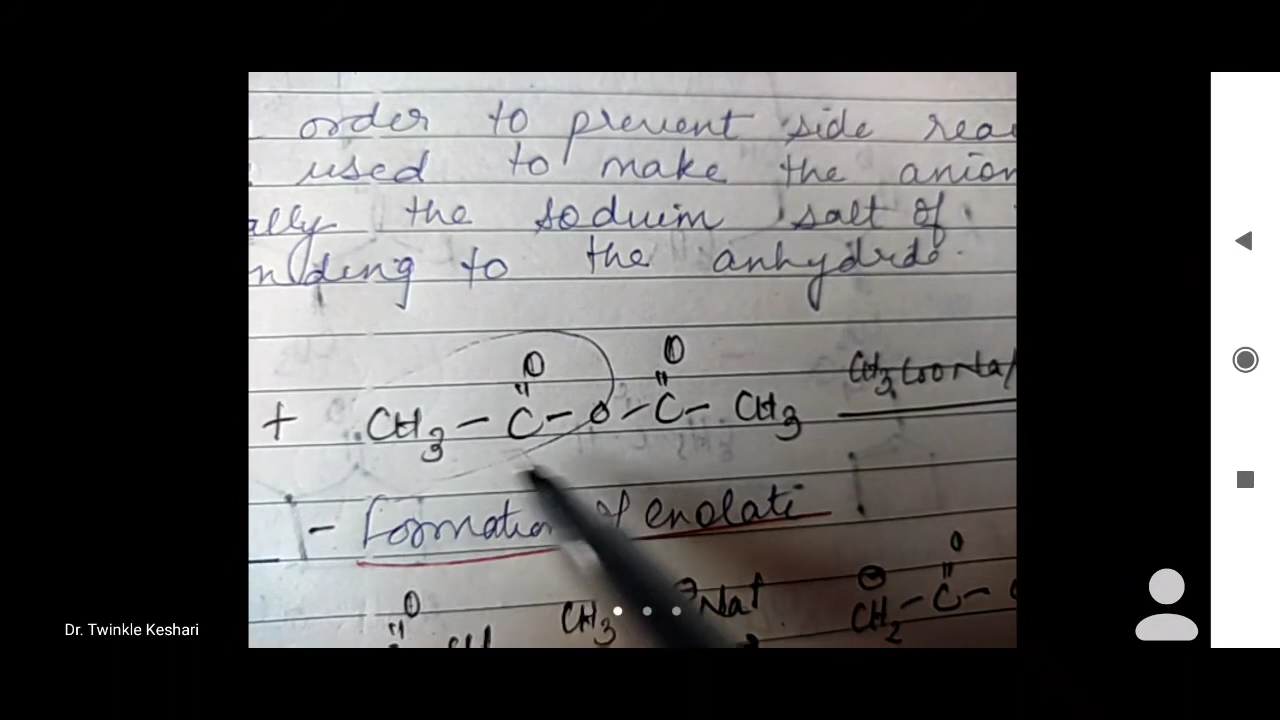 order to prevent side rea
used to make the anion
ally the soduim salt of
nding to the anhydride.
O O
+ CH3 – C – O – C – CH3 CH3COONa/
- Formation of enolate
O CH3 Na+ CH2 – C –
O
Dr. Twinkle Keshari